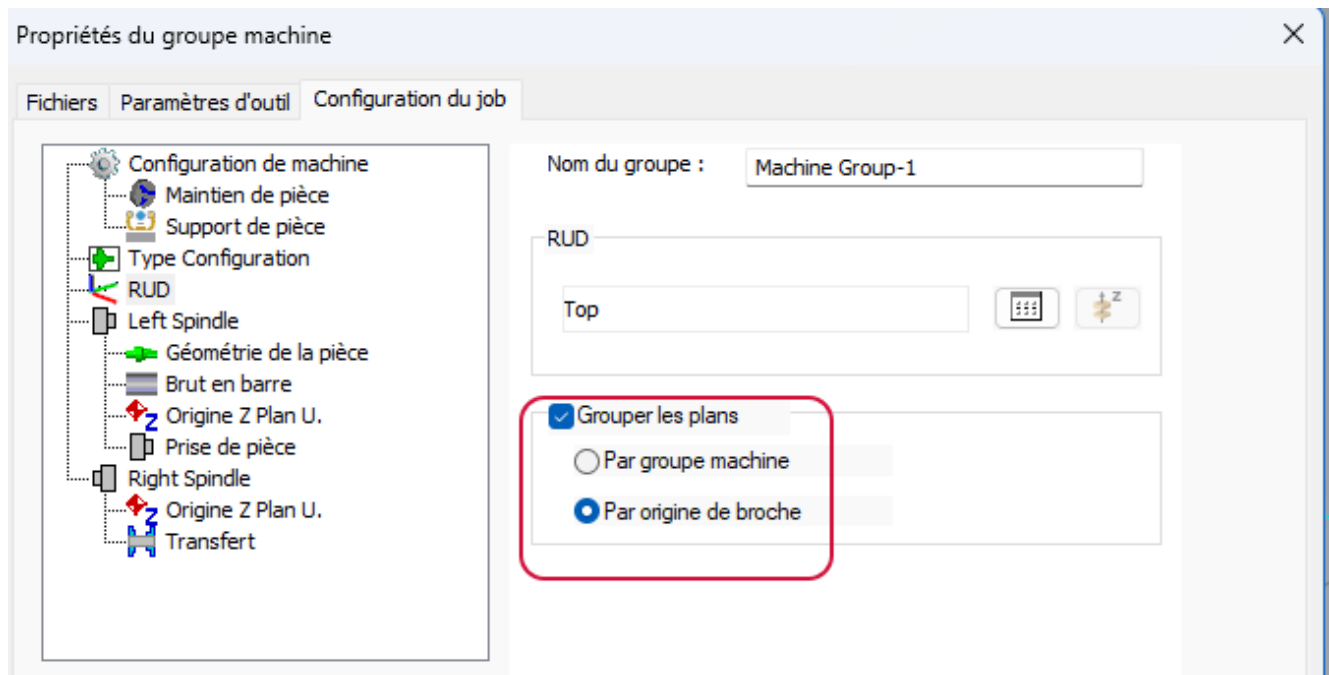 Propriétés du groupe machine
Fichiers Paramètres d'outil Configuration du job
Configuration de machine
Maintien de pièce
Support de pièce
Type Configuration
RUD
Left Spindle
Géométrie de la pièce
Brut en barre
Origine Z Plan U.
Prise de pièce
Right Spindle
Origine Z Plan U.
Transfert
Nom du groupe : Machine Group-1
RUD
Top
Z
Grouper les plans
Par groupe machine
Par origine de broche